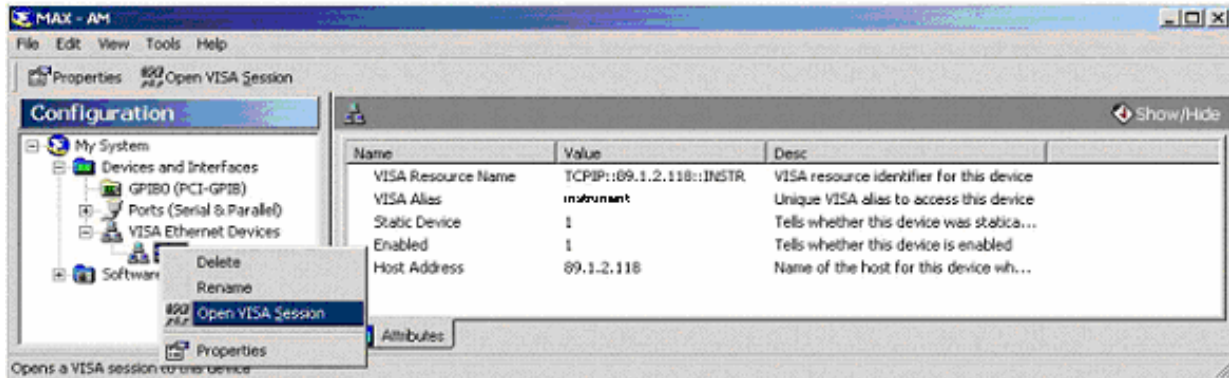 MAX - AM
File Edit View Tools Help
Properties Open VISA Session
Configuration
Show/Hide
My System
Devices and Interfaces
GPIB0 (PCI-GPIB)
Ports (Serial & Parallel)
VISA Ethernet Devices
Software
Delete
Rename
Open VISA Session
Properties
Name Value Desc
VISA Resource Name TCPIP::89.1.2.118::INSTR VISA resource identifier for this device
VISA Alias instrument Unique VISA alias to access this device
Static Device 1 Tells whether this device was statica...
Enabled 1 Tells whether this device is enabled
Host Address 89.1.2.118 Name of the host for this device wh...
Attributes
Opens a VISA session to this device